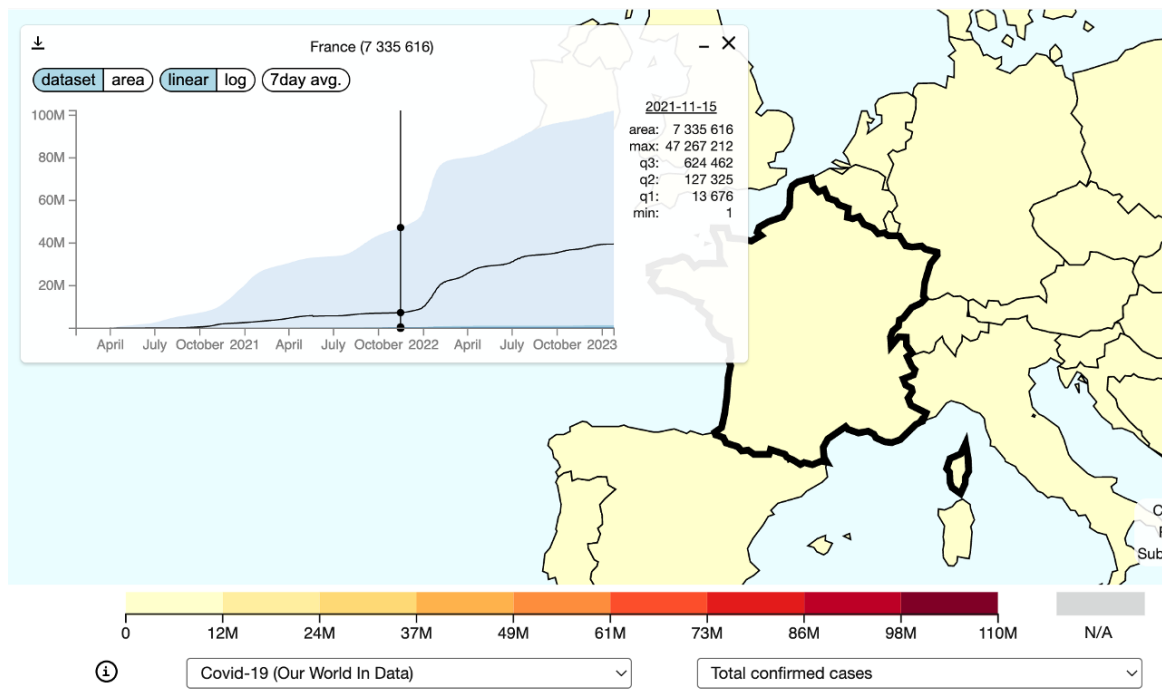 France (7 335 616)
dataset area linear log 7day avg.
2021-11-15
area: 7 335 616
max: 47 267 212
q3: 624 462
q2: 127 325
q1: 13 676
min: 1
100M
80M
60M
40M
20M
April July October 2021 April July October 2022 April July October 2023
C
Sub
0 12M 24M 37M 49M 61M 73M 86M 98M 110M N/A
Covid-19 (Our World In Data) Total confirmed cases